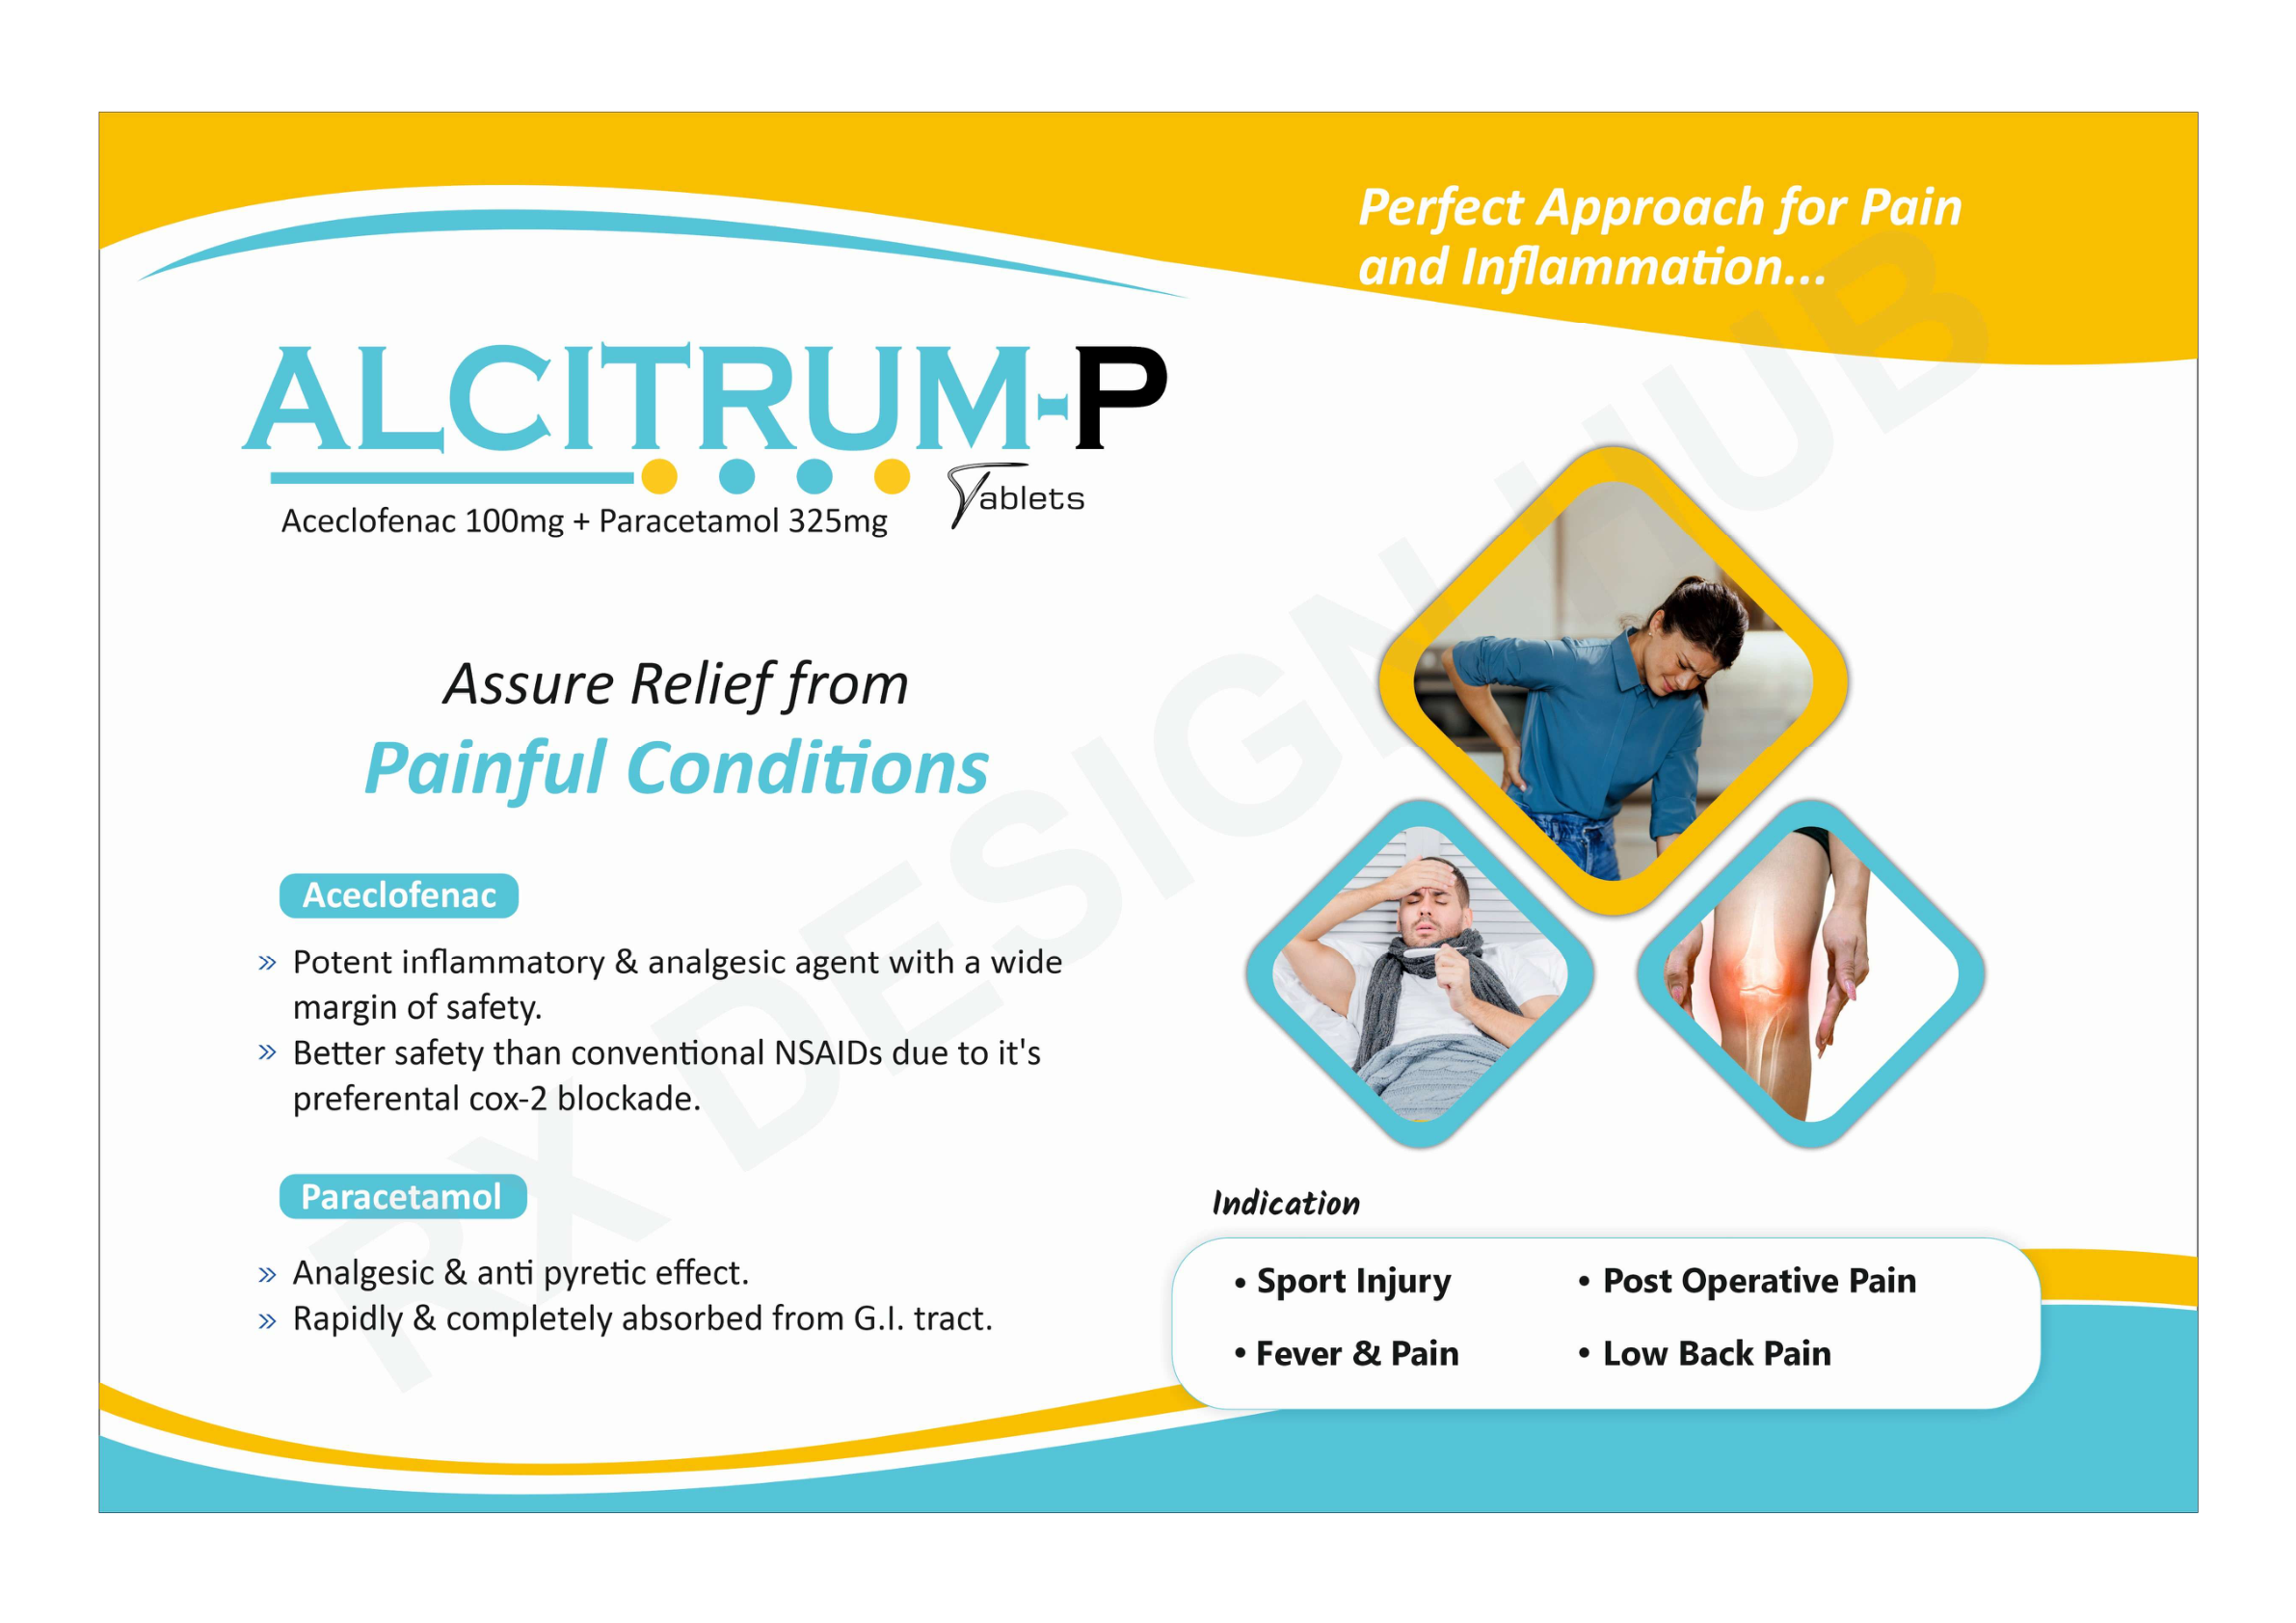 Perfect Approach for Pain
and Inflammation...
ALCITRUM-P
Tablets
Aceclofenac 100mg + Paracetamol 325mg
Assure Relief from
Painful Conditions
Aceclofenac
» Potent inflammatory & analgesic agent with a wide
margin of safety.
» Better safety than conventional NSAIDs due to it's
preferental cox-2 blockade.
Paracetamol
» Analgesic & anti pyretic effect.
» Rapidly & completely absorbed from G.I. tract.
Indication
• Sport Injury
• Post Operative Pain
• Fever & Pain
• Low Back Pain
RX DESIGN HUB